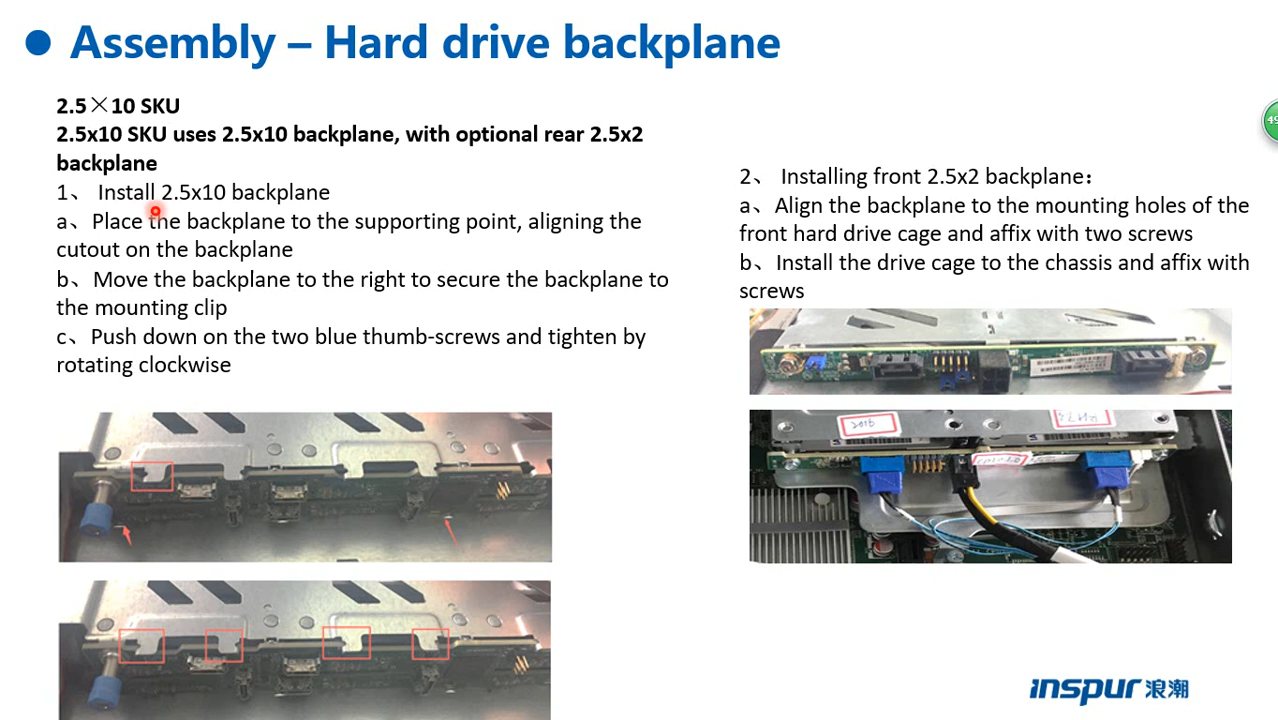 Assembly – Hard drive backplane
2.5×10 SKU
2.5x10 SKU uses 2.5x10 backplane, with optional rear 2.5x2
backplane
1、 Install 2.5x10 backplane
a、Place the backplane to the supporting point, aligning the
cutout on the backplane
b、Move the backplane to the right to secure the backplane to
the mounting clip
c、Push down on the two blue thumb-screws and tighten by
rotating clockwise
2、 Installing front 2.5x2 backplane：
a、Align the backplane to the mounting holes of the
front hard drive cage and affix with two screws
b、Install the drive cage to the chassis and affix with
screws
inspur 浪潮